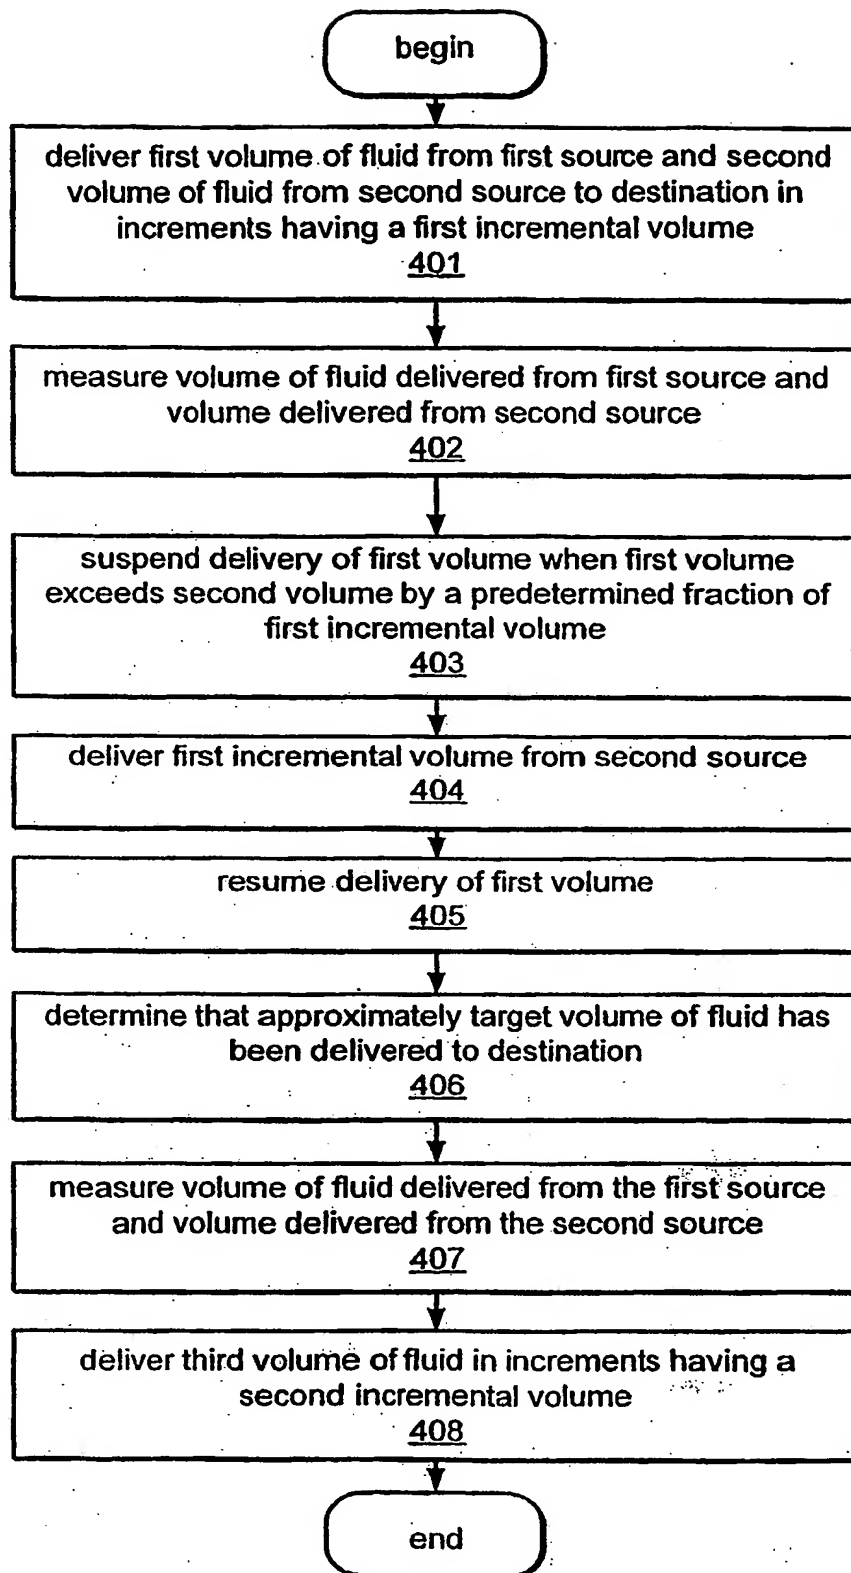 begin
deliver first volume of fluid from first source and second
volume of fluid from second source to destination in
increments having a first incremental volume
401
measure volume of fluid delivered from first source and
volume delivered from second source
402
suspend delivery of first volume when first volume
exceeds second volume by a predetermined fraction of
first incremental volume
403
deliver first incremental volume from second source
404
resume delivery of first volume
405
determine that approximately target volume of fluid has
been delivered to destination
406
measure volume of fluid delivered from the first source
and volume delivered from the second source
407
deliver third volume of fluid in increments having a
second incremental volume
408
end